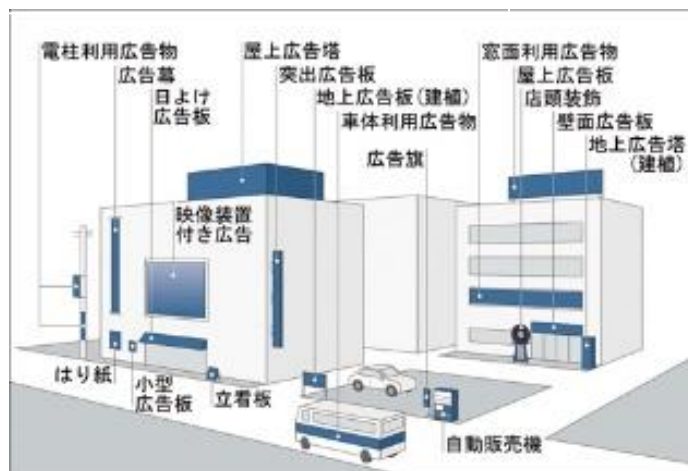 電柱利用広告物
広告幕
日よけ
広告板
屋上広告塔
突出広告板
地上広告板(建植)
車体利用広告物
広告旗
窓面利用広告物
屋上広告板
店頭装飾
壁面広告板
地上広告塔
(建植)
映像装置
付き広告
はり紙
小型
広告板
立看板
自動販売機